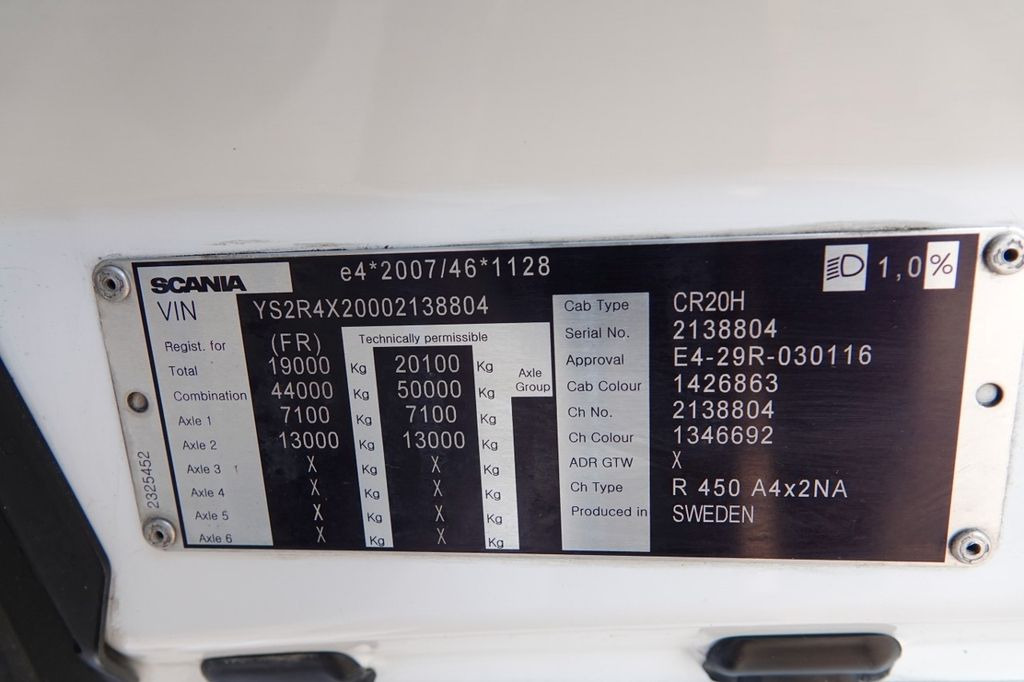 SCANIA e4*2007/46*1128 1,0%
VIN YS2R4X20002138804
Regist. for (FR) Technically permissible
Total 19000 Kg 20100 Kg Axle Group
Combination 44000 Kg 50000 Kg
Axle 1 7100 Kg 7100 Kg
Axle 2 13000 Kg 13000 Kg
Axle 3 X Kg X Kg
Axle 4 X Kg X Kg
Axle 5 X Kg X Kg
Axle 6 X Kg X Kg
2325452
Cab Type CR20H
Serial No. 2138804
Approval E4-29R-030116
Cab Colour 1426863
Ch No. 2138804
Ch Colour 1346692
ADR GTW X
Ch Type R 450 A4x2NA
Produced in SWEDEN